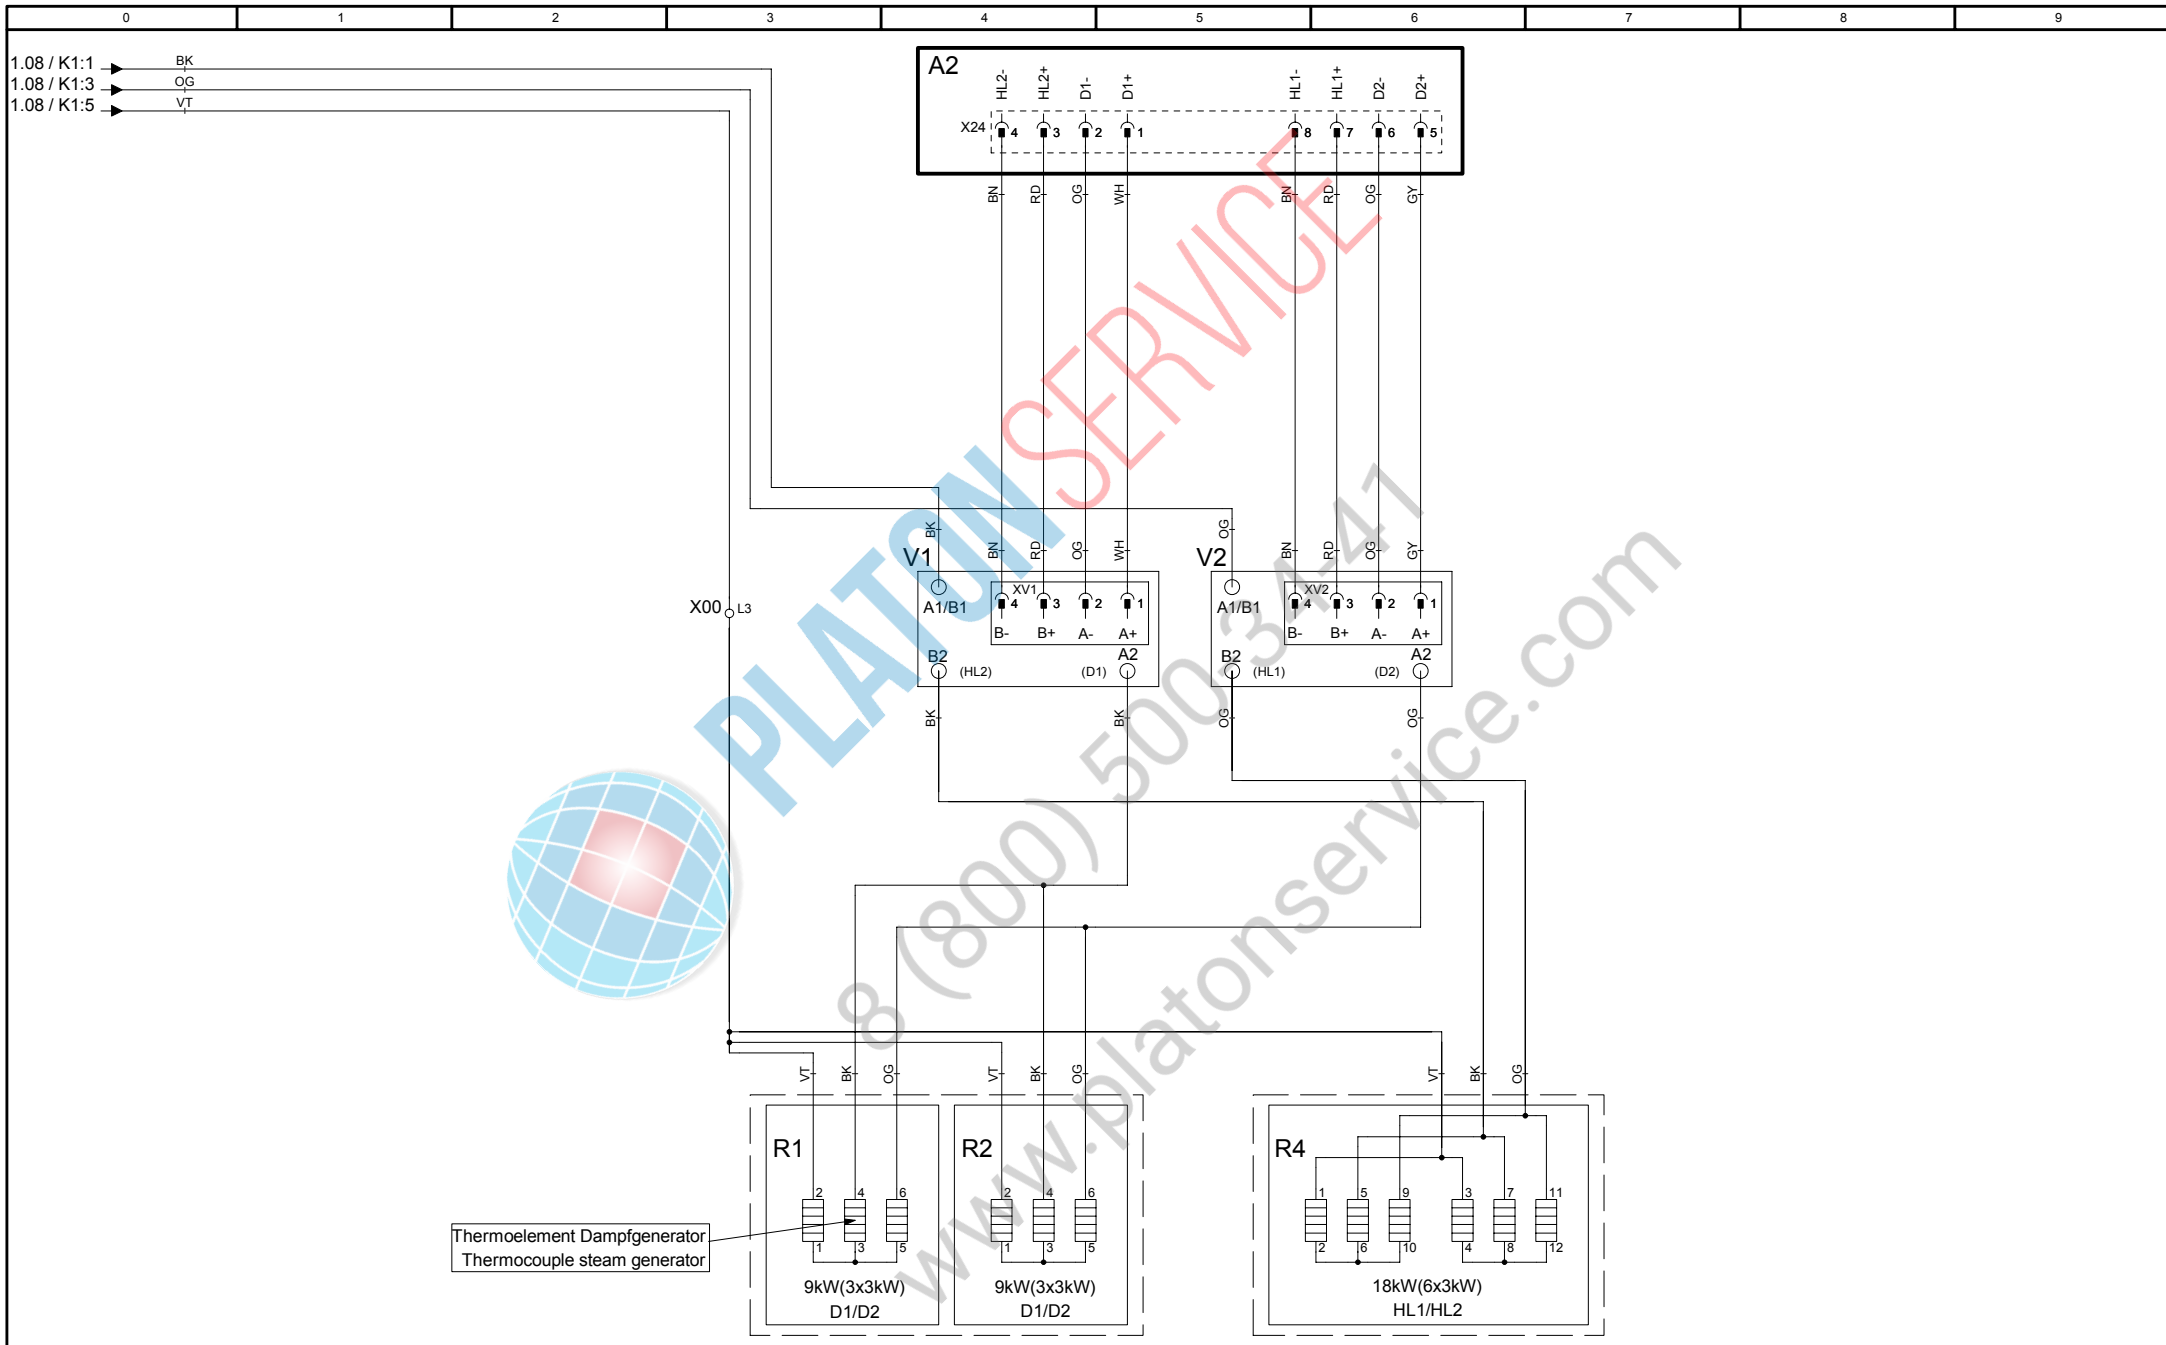 0 1 2 3 4 5 6 7 8 9
1.08 / K1:1 BK
1.08 / K1:3 OG
1.08 / K1:5 VT
A2
HL2- HL2+ D1- D1+ HL1- HL1+ D2- D2+
X24 4 3 2 1 8 7 6 5
BN RD OG WH BN RD OG GY
PLATONSERVICE
8 (800) 500-34-41
www.platonservice.com
BK BN RD OG WH OG BN RD OG GY
V1 V2
XV1 XV2
A1/B1 4 3 2 1 A1/B1 4 3 2 1
B- B+ A- A+ B- B+ A- A+
X00 L3
B2 (HL2) (D1) A2 B2 (HL1) (D2) A2
BK BK OG OG
VT BK OG VT BK OG VT BK OG
R1 R2 R4
2 4 6 2 4 6 1 5 9 3 7 11
1 3 5 1 3 5 2 6 10 4 8 12
Thermoelement Dampfgenerator
Thermocouple steam generator
9kW(3x3kW) 9kW(3x3kW) 18kW(6x3kW)
D1/D2 D1/D2 HL1/HL2